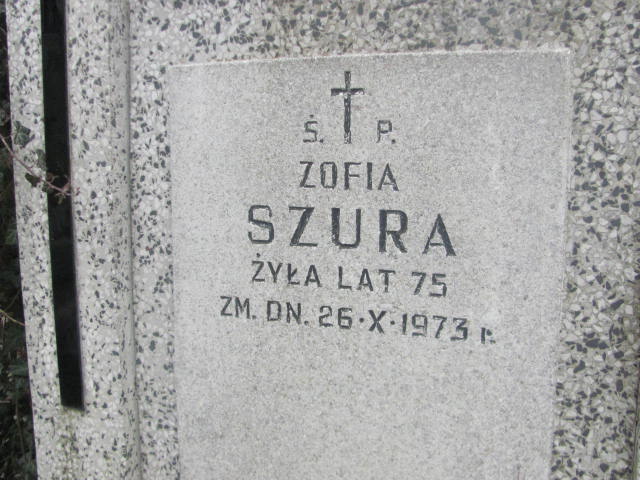 Ś. P.
ZOFIA
SZURA
ŻYŁA LAT 75
ZM. DN. 26·X·1973 r.